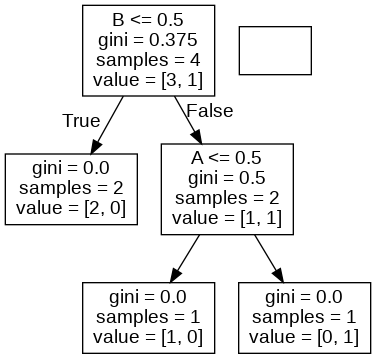 B <= 0.5
gini = 0.375
samples = 4
value = [3, 1]
True
False
gini = 0.0
samples = 2
value = [2, 0]
A <= 0.5
gini = 0.5
samples = 2
value = [1, 1]
gini = 0.0
samples = 1
value = [1, 0]
gini = 0.0
samples = 1
value = [0, 1]